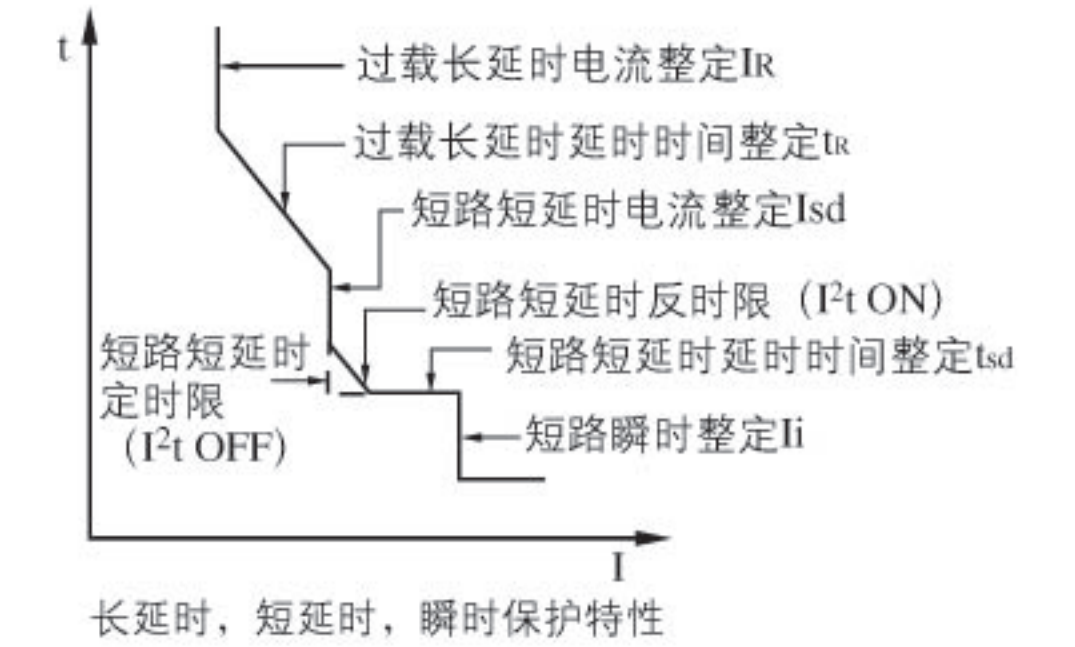 t
过载长延时电流整定IR
过载长延时延时时间整定tR
短路短延时电流整定Isd
短路短延时反时限（I²t ON）
短路短延时延时时间整定tsd
短路短延时
定时限
（I²t OFF）
短路瞬时整定Ii
I
长延时，短延时，瞬时保护特性